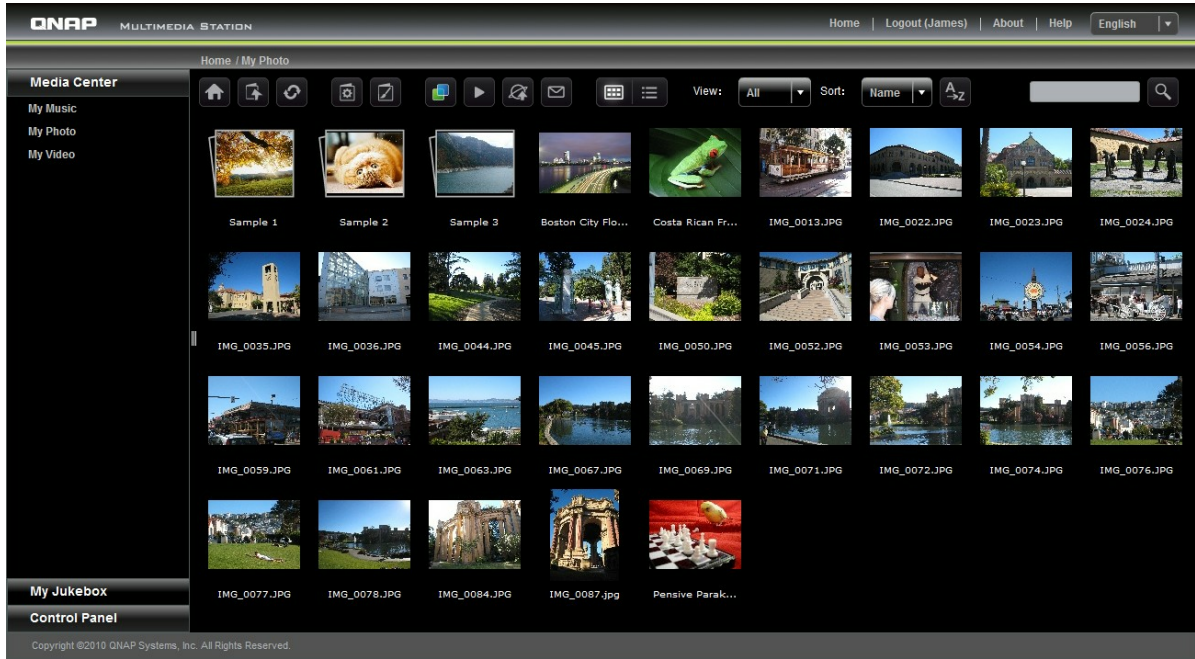 QNAP MULTIMEDIA STATION
Home | Logout (James) | About | Help English
Home / My Photo
Media Center
My Music
My Photo
My Video
View: All Sort: Name A Z
Sample 1 Sample 2 Sample 3 Boston City Flo... Costa Rican Fr... IMG_0013.JPG IMG_0022.JPG IMG_0023.JPG IMG_0024.JPG
IMG_0035.JPG IMG_0036.JPG IMG_0044.JPG IMG_0045.JPG IMG_0050.JPG IMG_0052.JPG IMG_0053.JPG IMG_0054.JPG IMG_0056.JPG
IMG_0059.JPG IMG_0061.JPG IMG_0063.JPG IMG_0067.JPG IMG_0069.JPG IMG_0071.JPG IMG_0072.JPG IMG_0074.JPG IMG_0076.JPG
IMG_0077.JPG IMG_0078.JPG IMG_0084.JPG IMG_0087.jpg Pensive Parak...
My Jukebox
Control Panel
Copyright ©2010 QNAP Systems, Inc. All Rights Reserved.